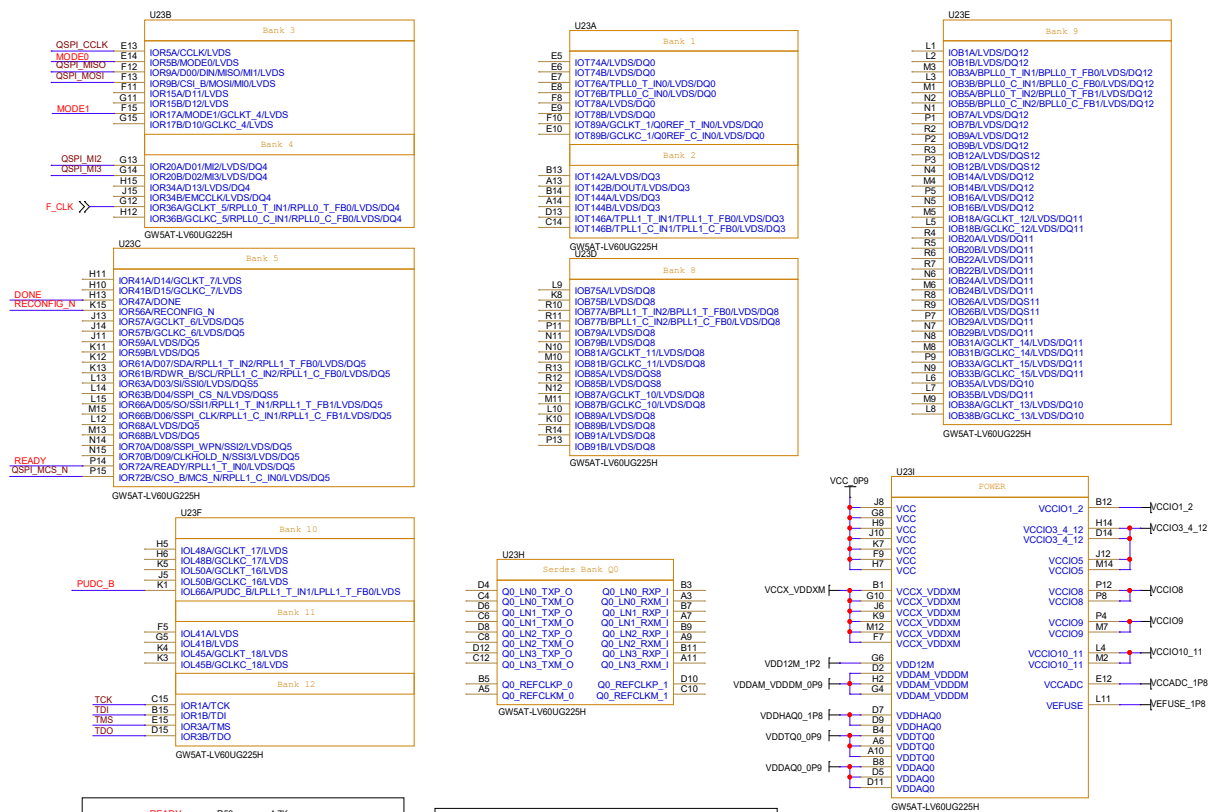 U23B
Bank 3
QSPI_CCLK E13 IOR5A/CCLK/LVDS
MODE0 E14 IOR5B/MODE0/LVDS
QSPI_MISO F12 IOR9A/D00/DIN/MISO/MI1/LVDS
QSPI_MOSI F13 IOR9B/CSI_B/MOSI/MI0/LVDS
F11 IOR15A/D11/LVDS
G11 IOR15B/D12/LVDS
MODE1 F15 IOR17A/MODE1/GCLKT_4/LVDS
G15 IOR17B/D10/GCLKC_4/LVDS
Bank 4
QSPI_MI2 G13 IOR20A/D01/MI2/LVDS/DQ4
QSPI_MI3 G14 IOR20B/D02/MI3/LVDS/DQ4
H15 IOR34A/D13/LVDS/DQ4
J15 IOR34B/EMCCLK/LVDS/DQ4
F_CLK G12 IOR36A/GCLKT_5/RPLL0_T_IN1/RPLL0_T_FB0/LVDS/DQ4
H12 IOR36B/GCLKC_5/RPLL0_C_IN1/RPLL0_C_FB0/LVDS/DQ4
GW5AT-LV60UG225H
U23A
Bank 1
E5 IOT74A/LVDS/DQ0
E6 IOT74B/LVDS/DQ0
E7 IOT76A/TPLL0_T_IN0/LVDS/DQ0
E8 IOT76B/TPLL0_C_IN0/LVDS/DQ0
F8 IOT78A/LVDS/DQ0
E9 IOT78B/LVDS/DQ0
F10 IOT89A/GCLKT_1/Q0REF_T_IN0/LVDS/DQ0
E10 IOT89B/GCLKC_1/Q0REF_C_IN0/LVDS/DQ0
Bank 2
B13 IOT142A/LVDS/DQ3
A13 IOT142B/DOUT/LVDS/DQ3
B14 IOT144A/LVDS/DQ3
A14 IOT144B/LVDS/DQ3
D13 IOT146A/TPLL1_T_IN1/TPLL1_T_FB0/LVDS/DQ3
C14 IOT146B/TPLL1_C_IN1/TPLL1_C_FB0/LVDS/DQ3
GW5AT-LV60UG225H
U23E
Bank 9
L1 IOB1A/LVDS/DQ12
L2 IOB1B/LVDS/DQ12
M3 IOB3A/BPLL0_T_IN1/BPLL0_T_FB0/LVDS/DQ12
L3 IOB3B/BPLL0_C_IN1/BPLL0_C_FB0/LVDS/DQ12
M1 IOB5A/BPLL0_T_IN2/BPLL0_T_FB1/LVDS/DQ12
N2 IOB5B/BPLL0_C_IN2/BPLL0_C_FB1/LVDS/DQ12
N1 IOB7A/LVDS/DQ12
P1 IOB7B/LVDS/DQ12
R2 IOB9A/LVDS/DQ12
P2 IOB9B/LVDS/DQ12
R3 IOB12A/LVDS/DQS12
P3 IOB12B/LVDS/DQS12
N4 IOB14A/LVDS/DQ12
M4 IOB14B/LVDS/DQ12
P5 IOB16A/LVDS/DQ12
N5 IOB16B/LVDS/DQ12
M5 IOB18A/GCLKT_12/LVDS/DQ11
L5 IOB18B/GCLKC_12/LVDS/DQ11
R4 IOB20A/LVDS/DQ11
R5 IOB20B/LVDS/DQ11
R6 IOB22A/LVDS/DQ11
R7 IOB22B/LVDS/DQ11
N6 IOB24A/LVDS/DQ11
M6 IOB24B/LVDS/DQ11
R8 IOB26A/LVDS/DQS11
R9 IOB26B/LVDS/DQS11
P7 IOB29A/LVDS/DQ11
N7 IOB29B/LVDS/DQ11
N8 IOB31A/GCLKT_14/LVDS/DQ11
M8 IOB31B/GCLKC_14/LVDS/DQ11
P9 IOB33A/GCLKT_15/LVDS/DQ11
N9 IOB33B/GCLKC_15/LVDS/DQ11
L6 IOB35A/LVDS/DQ10
L7 IOB35B/LVDS/DQ11
M9 IOB38A/GCLKT_13/LVDS/DQ10
L8 IOB38B/GCLKC_13/LVDS/DQ10
GW5AT-LV60UG225H
U23C
Bank 5
H11 IOR41A/D14/GCLKT_7/LVDS
H10 IOR41B/D15/GCLKC_7/LVDS
DONE H13 IOR47A/DONE
RECONFIG_N K15 IOR56A/RECONFIG_N
J13 IOR57A/GCLKT_6/LVDS/DQ5
J14 IOR57B/GCLKC_6/LVDS/DQ5
J11 IOR59A/LVDS/DQ5
K11 IOR59B/LVDS/DQ5
K12 IOR61A/D07/SDA/RPLL1_T_IN2/RPLL1_T_FB0/LVDS/DQ5
K13 IOR61B/RDWR_B/SCL/RPLL1_C_IN2/RPLL1_C_FB0/LVDS/DQ5
L13 IOR63A/D03/SI/SSI0/LVDS/DQS5
L14 IOR63B/D04/SSPI_CS_N/LVDS/DQS5
L15 IOR66A/D05/SO/SSI1/RPLL1_T_IN1/RPLL1_T_FB1/LVDS/DQ5
M15 IOR66B/D06/SSPI_CLK/RPLL1_C_IN1/RPLL1_C_FB1/LVDS/DQ5
L12 IOR68A/LVDS/DQ5
M13 IOR68B/LVDS/DQ5
N14 IOR70A/D08/SSPI_WPN/SSI2/LVDS/DQ5
N15 IOR70B/D09/CLKHOLD_N/SSI3/LVDS/DQ5
READY P14 IOR72A/READY/RPLL1_T_IN0/LVDS/DQ5
QSPI_MCS_N P15 IOR72B/CSO_B/MCS_N/RPLL1_C_IN0/LVDS/DQ5
GW5AT-LV60UG225H
U23D
Bank 8
L9 IOB75A/LVDS/DQ8
K8 IOB75B/LVDS/DQ8
R10 IOB77A/BPLL1_T_IN2/BPLL1_T_FB0/LVDS/DQ8
R11 IOB77B/BPLL1_C_IN2/BPLL1_C_FB0/LVDS/DQ8
P11 IOB79A/LVDS/DQ8
N11 IOB79B/LVDS/DQ8
N10 IOB81A/GCLKT_11/LVDS/DQ8
M10 IOB81B/GCLKC_11/LVDS/DQ8
R13 IOB85A/LVDS/DQS8
R12 IOB85B/LVDS/DQS8
N12 IOB87A/GCLKT_10/LVDS/DQ8
M11 IOB87B/GCLKC_10/LVDS/DQ8
L10 IOB89A/LVDS/DQ8
K10 IOB89B/LVDS/DQ8
R14 IOB91A/LVDS/DQ8
P13 IOB91B/LVDS/DQ8
GW5AT-LV60UG225H
U23F
Bank 10
H5 IOL48A/GCLKT_17/LVDS
H6 IOL48B/GCLKC_17/LVDS
K5 IOL50A/GCLKT_16/LVDS
J5 IOL50B/GCLKC_16/LVDS
PUDC_B K1 IOL66A/PUDC_B/LPLL1_T_IN1/LPLL1_T_FB0/LVDS
Bank 11
F5 IOL41A/LVDS
G5 IOL41B/LVDS
K4 IOL45A/GCLKT_18/LVDS
K3 IOL45B/GCLKC_18/LVDS
Bank 12
TCK C15 IOR1A/TCK
TDI B15 IOR1B/TDI
TMS E15 IOR3A/TMS
TDO D15 IOR3B/TDO
GW5AT-LV60UG225H
U23H
Serdes Bank Q0
D4 Q0_LN0_TXP_O Q0_LN0_RXP_I B3
C4 Q0_LN0_TXM_O Q0_LN0_RXM_I A3
D6 Q0_LN1_TXP_O Q0_LN1_RXP_I B7
C6 Q0_LN1_TXM_O Q0_LN1_RXM_I A7
D8 Q0_LN2_TXP_O Q0_LN2_RXP_I B9
C8 Q0_LN2_TXM_O Q0_LN2_RXM_I A9
D12 Q0_LN3_TXP_O Q0_LN3_RXP_I B11
C12 Q0_LN3_TXM_O Q0_LN3_RXM_I A11
B5 Q0_REFCLKP_0 Q0_REFCLKP_1 D10
A5 Q0_REFCLKM_0 Q0_REFCLKM_1 C10
GW5AT-LV60UG225H
U23I
POWER
VCC_0P9
J8 VCC VCCIO1_2 B12 VCCIO1_2
G8 VCC
H9 VCC VCCIO3_4_12 H14 VCCIO3_4_12
J10 VCC VCCIO3_4_12 D14
K7 VCC
F9 VCC VCCIO5 J12
H7 VCC VCCIO5 M14
VCCX_VDDXM B1 VCCX_VDDXM VCCIO8 P12 VCCIO8
G10 VCCX_VDDXM VCCIO8 P8
J6 VCCX_VDDXM
K9 VCCX_VDDXM VCCIO9 P4 VCCIO9
M12 VCCX_VDDXM VCCIO9 M7
F7 VCCX_VDDXM
VCCIO10_11 L4 VCCIO10_11
VDD12M_1P2 G6 VDD12M VCCIO10_11 M2
D2 VDDAM_VDDDM
VDDAM_VDDDM_0P9 H2 VDDAM_VDDDM VCCADC E12 VCCADC_1P8
G4 VDDAM_VDDDM
VEFUSE L11 VEFUSE_1P8
VDDHAQ0_1P8 D7 VDDHAQ0
D9 VDDHAQ0
VDDTQ0_0P9 B4 VDDTQ0
A6 VDDTQ0
A10 VDDTQ0
VDDAQ0_0P9 B8 VDDAQ0
D5 VDDAQ0
D11 VDDAQ0
GW5AT-LV60UG225H